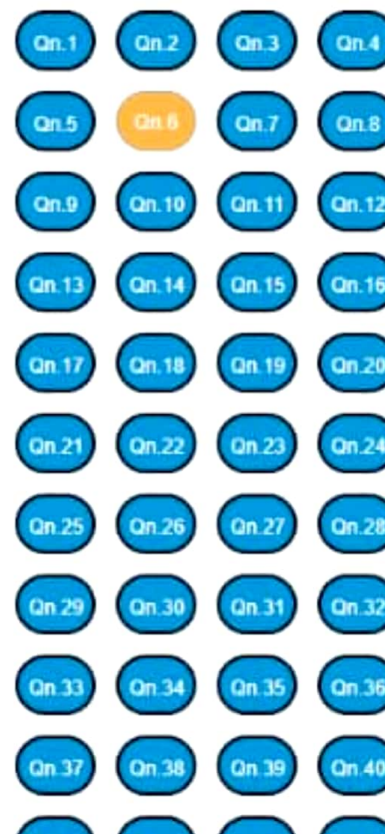 Qn.1 Qn.2 Qn.3 Qn.4
Qn.5 Qn.6 Qn.7 Qn.8
Qn.9 Qn.10 Qn.11 Qn.12
Qn.13 Qn.14 Qn.15 Qn.16
Qn.17 Qn.18 Qn.19 Qn.20
Qn.21 Qn.22 Qn.23 Qn.24
Qn.25 Qn.26 Qn.27 Qn.28
Qn.29 Qn.30 Qn.31 Qn.32
Qn.33 Qn.34 Qn.35 Qn.36
Qn.37 Qn.38 Qn.39 Qn.40